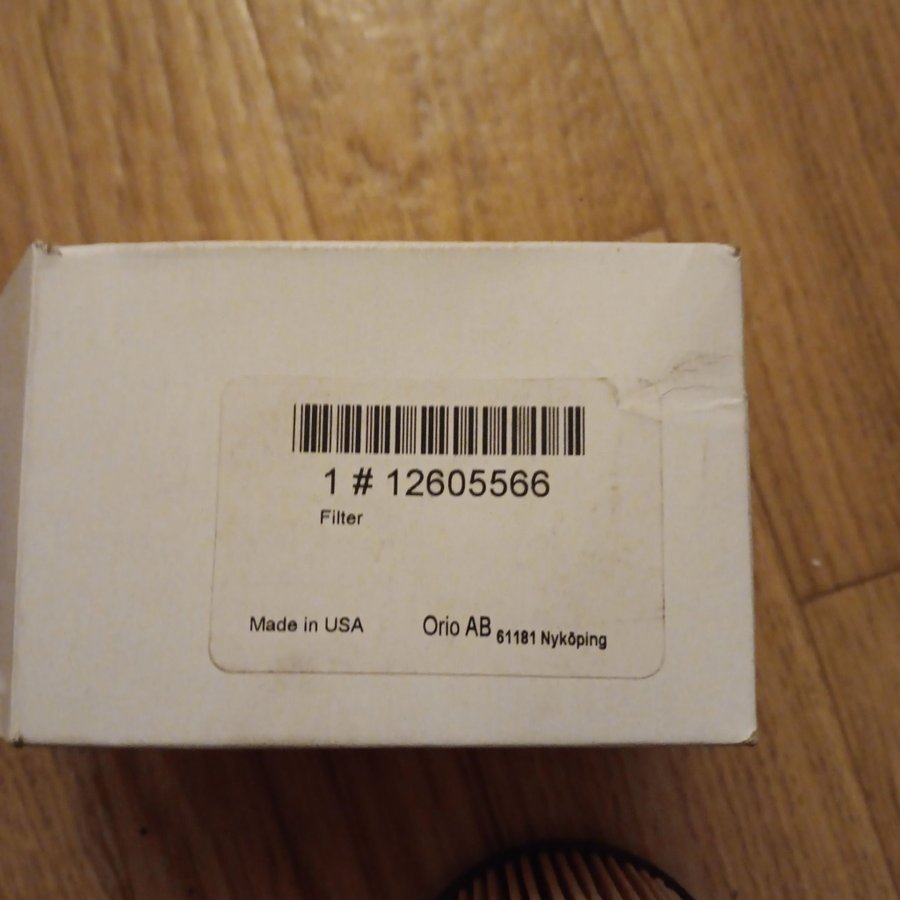 1 # 12605566
Filter
Made in USA Orio AB 61181 Nyköping